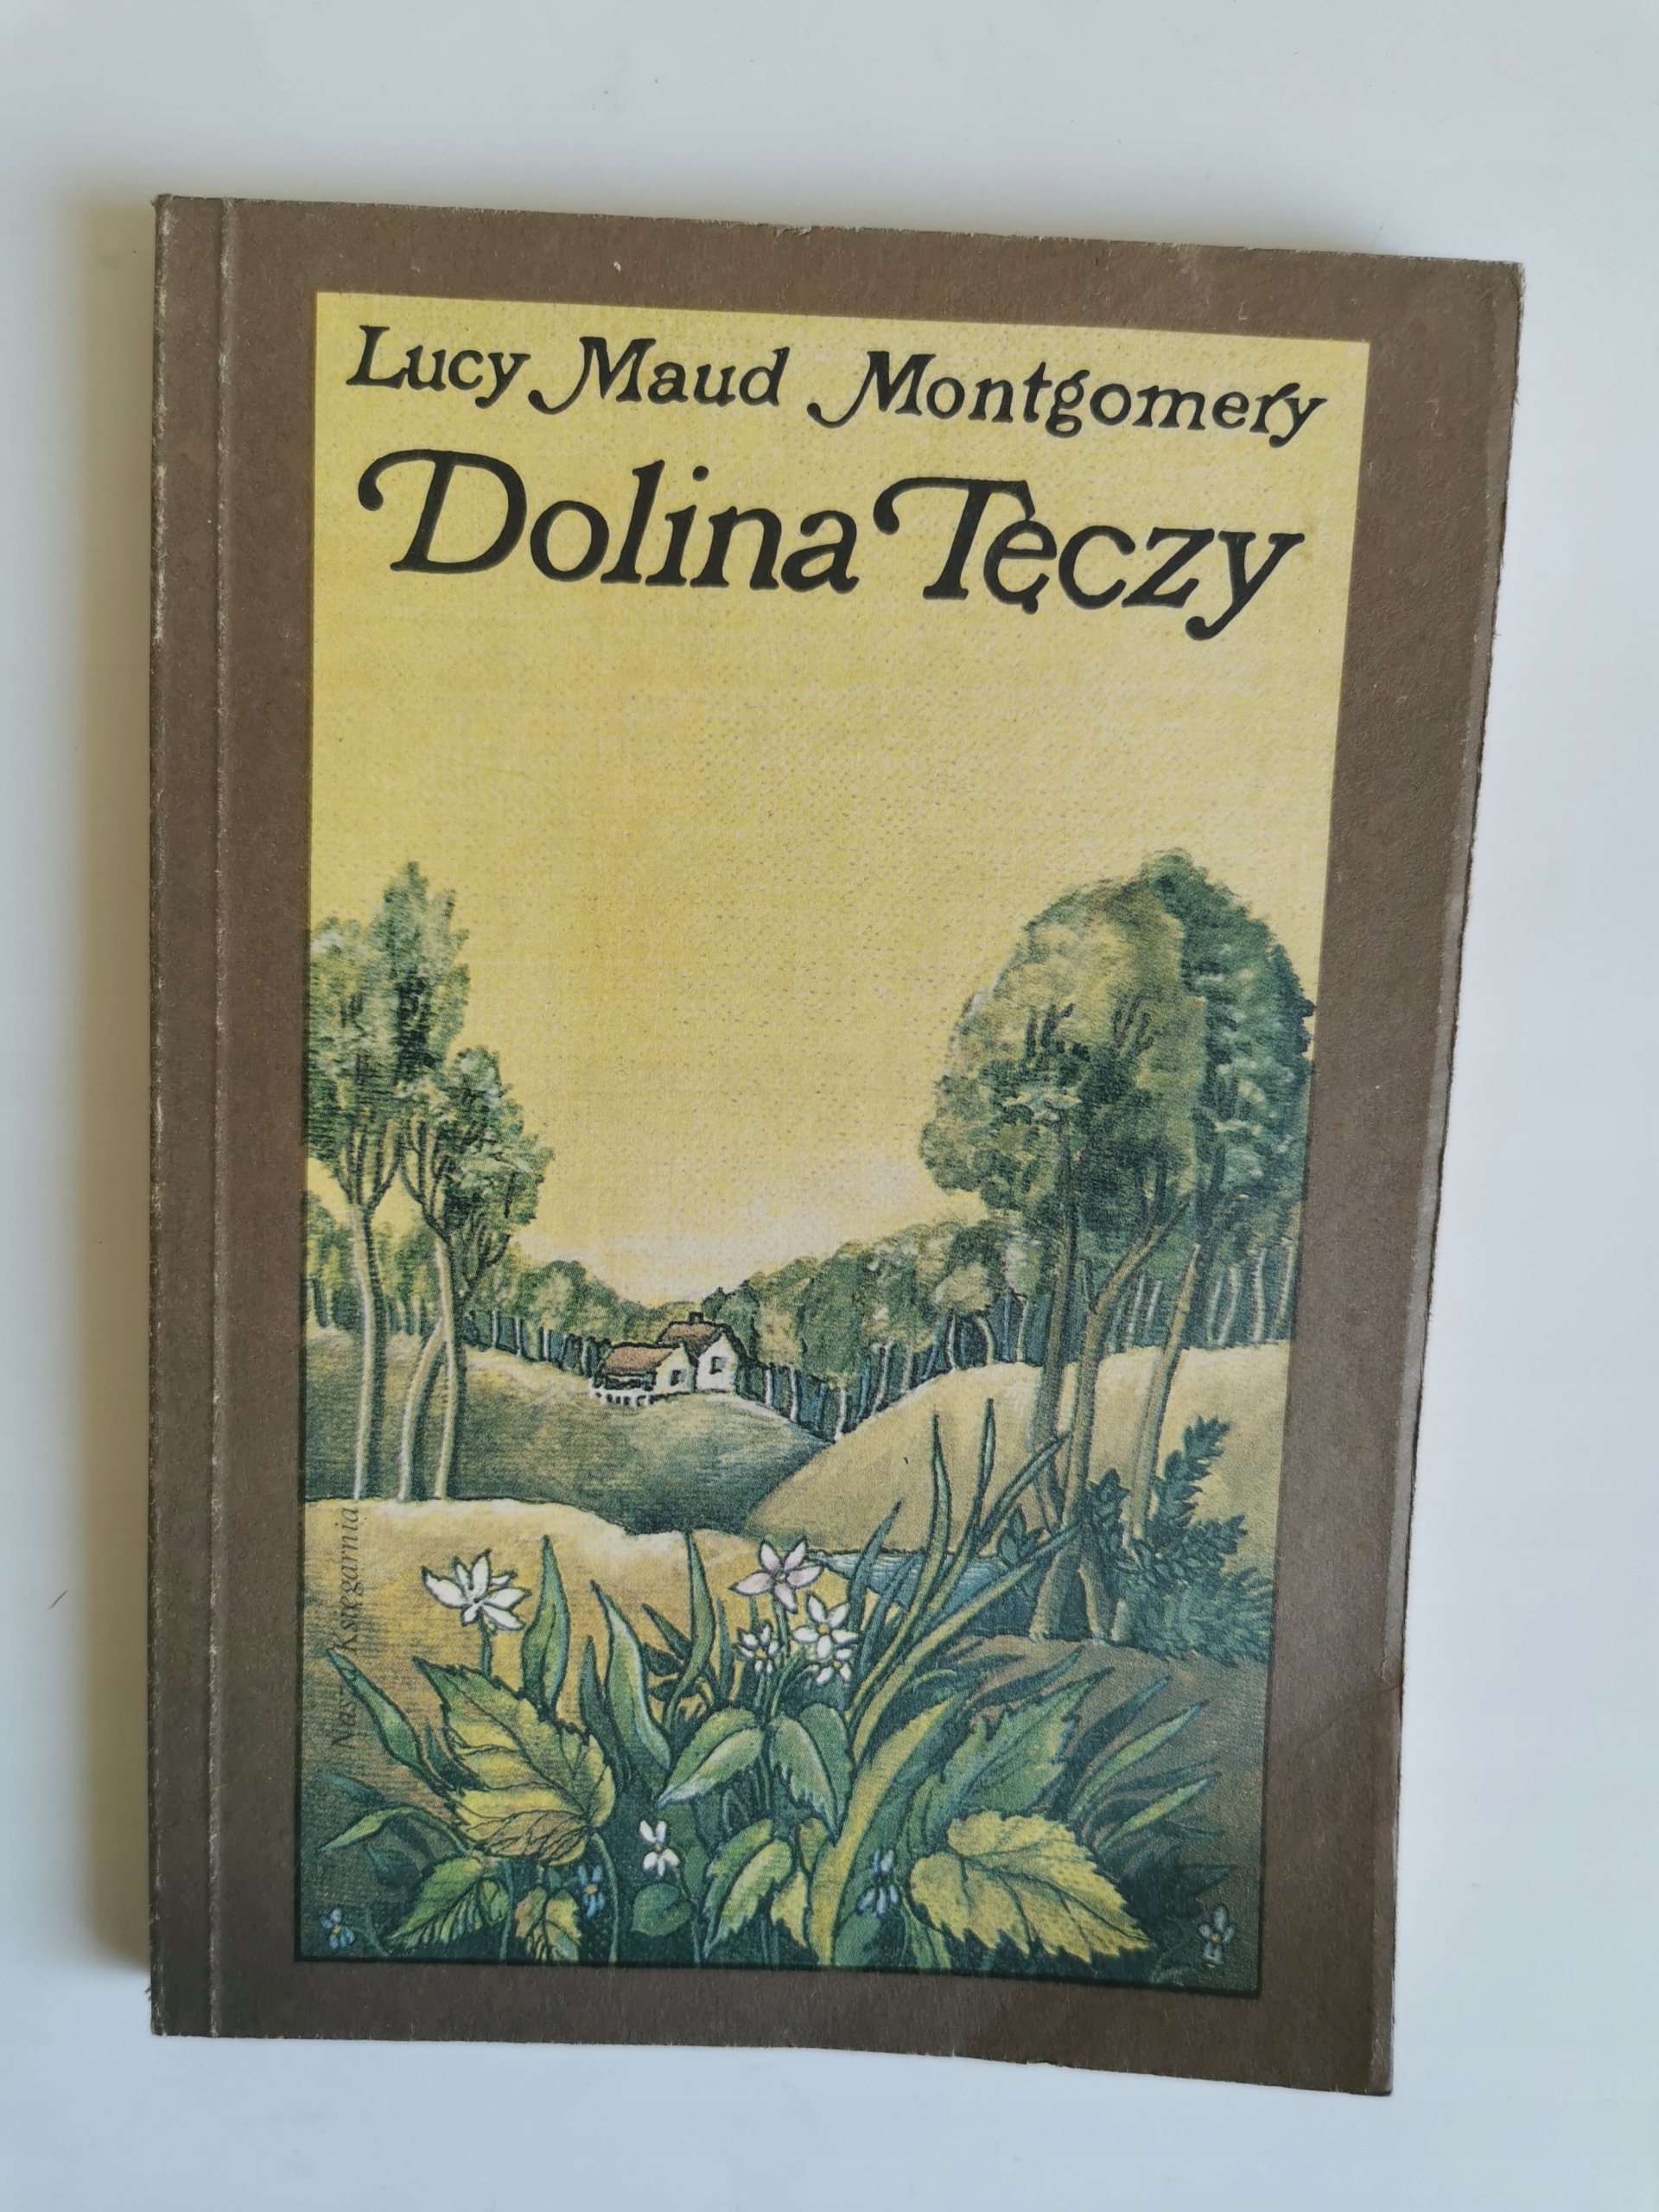 Lucy Maud Montgomery
Dolina Tęczy
Nasza Księgarnia